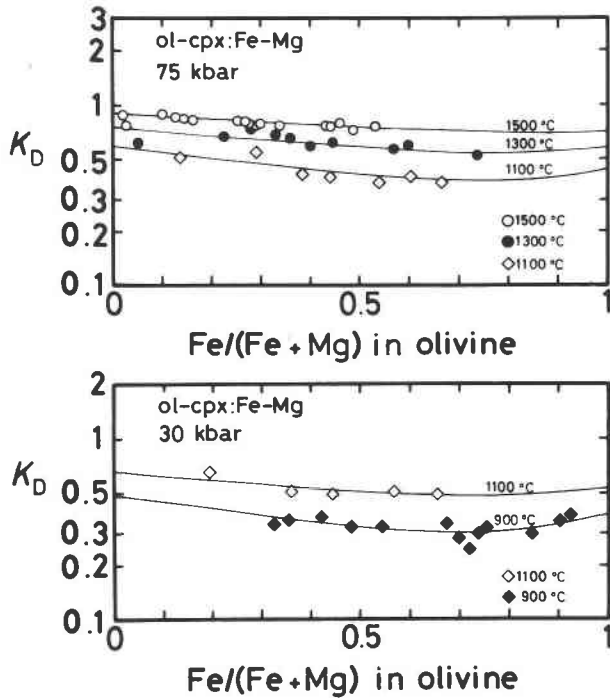 ol-cpx:Fe-Mg
75 kbar
3
1
0.5
0.3
0.2
0.1
KD
1500 °C
1300 °C
1100 °C
1500 °C
1300 °C
1100 °C
0 0.5 1
Fe/(Fe+Mg) in olivine
ol-cpx:Fe-Mg
30 kbar
2
1
0.5
0.3
0.2
0.1
KD
1100 °C
900 °C
1100 °C
900 °C
0 0.5 1
Fe/(Fe+Mg) in olivine